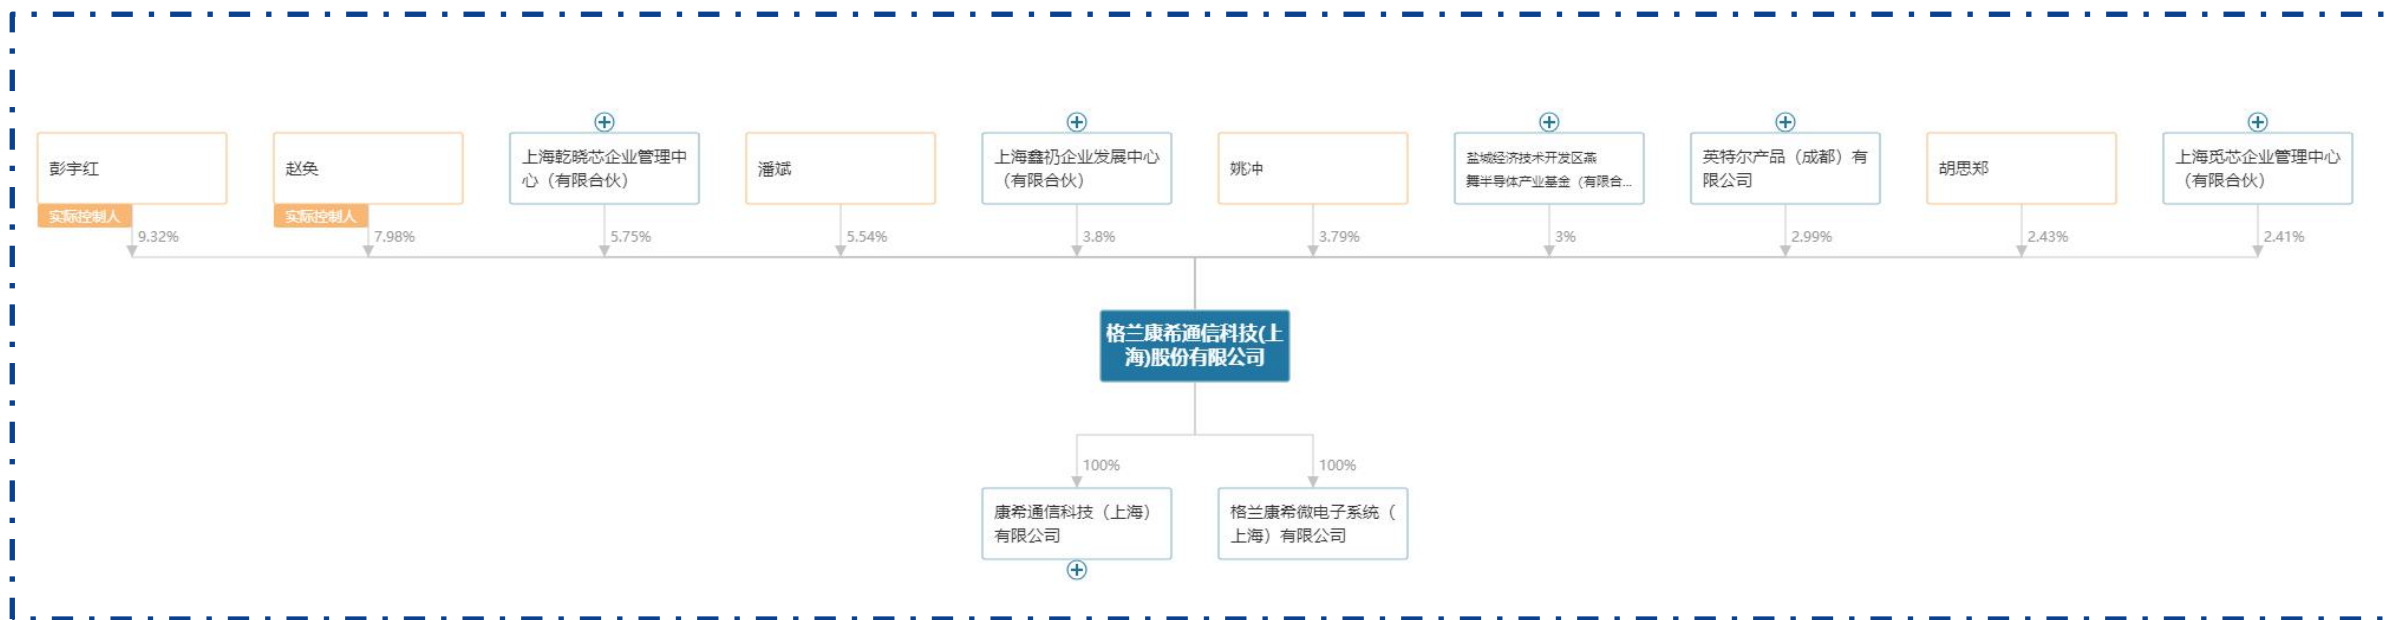 彭宇红
赵奂
上海乾晓芯企业管理中
心（有限合伙）
潘斌
上海鑫礽企业发展中心
（有限合伙）
姚冲
盐城经济技术开发区燕
舞半导体产业基金（有限合...
英特尔产品（成都）有
限公司
胡思郑
上海觅芯企业管理中心
（有限合伙）
实际控制人
实际控制人
9.32%
7.98%
5.75%
5.54%
3.8%
3.79%
3%
2.99%
2.43%
2.41%
格兰康希通信科技(上
海)股份有限公司
100%
100%
康希通信科技（上海）
有限公司
格兰康希微电子系统（
上海）有限公司